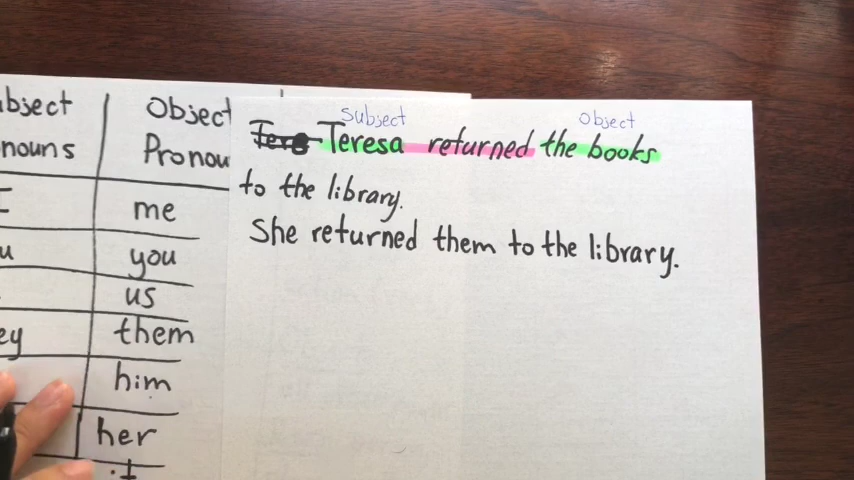 Object
Pronou
me
you
us
them
him
her
subject object
Teresa returned the books
to the library.
She returned them to the library.